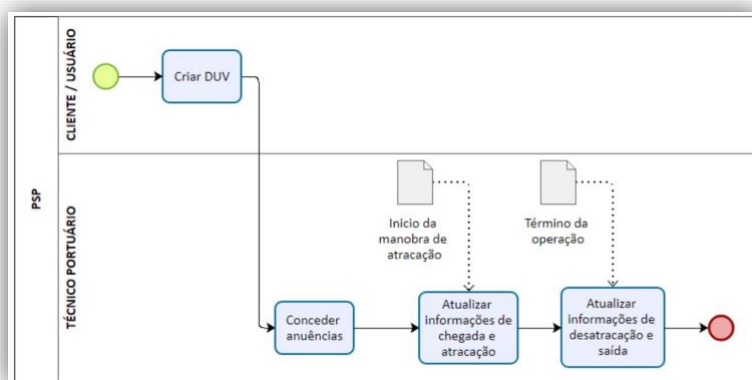 PSP
CLIENTE / USUÁRIO
Criar DUV
TÉCNICO PORTUÁRIO
Inicio da
manobra de
atracação
Término da
operação
Conceder
anuências
Atualizar
informações de
chegada e
atracação
Atualizar
informações de
desatracação e
saída